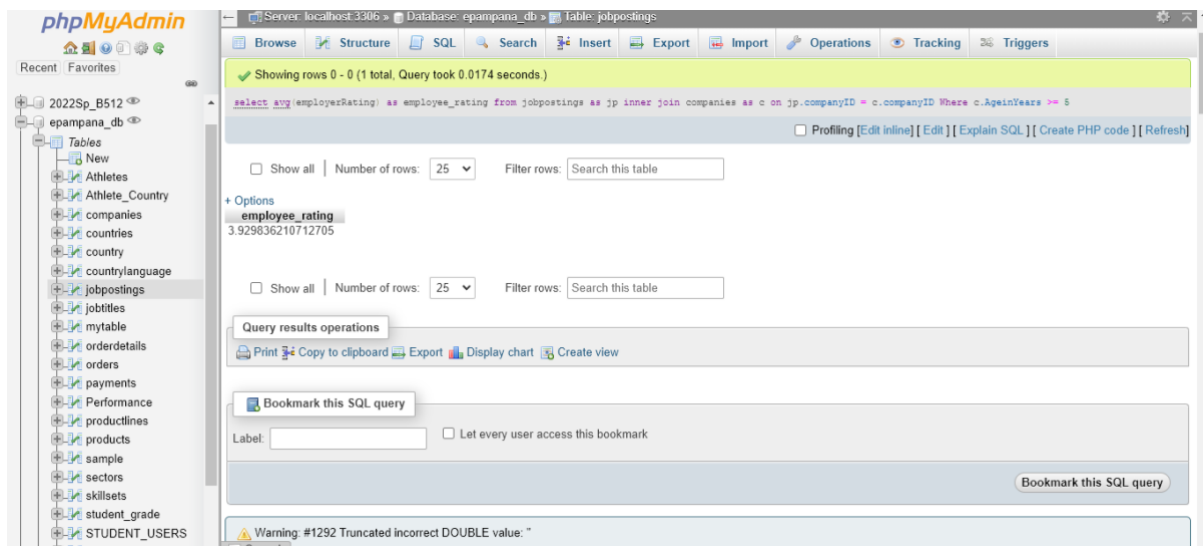 phpMyAdmin
Recent Favorites
2022Sp_B512
epampana_db
Tables
New
Athletes
Athlete_Country
companies
countries
country
countrylanguage
jobpostings
jobtitles
mytable
orderdetails
orders
payments
Performance
productlines
products
sample
sectors
skillsets
student_grade
STUDENT_USERS
Server: localhost:3306 » Database: epampana_db » Table: jobpostings
Browse Structure SQL Search Insert Export Import Operations Tracking Triggers
Showing rows 0 - 0 (1 total, Query took 0.0174 seconds.)
select avg(employerRating) as employee_rating from jobpostings as jp inner join companies as c on jp.companyID = c.companyID Where c.AgeinYears >= 5
Profiling [Edit inline] [ Edit ] [ Explain SQL ] [ Create PHP code ] [ Refresh]
Show all | Number of rows: 25 Filter rows: Search this table
+ Options
employee_rating
3.929836210712705
Show all | Number of rows: 25 Filter rows: Search this table
Query results operations
Print Copy to clipboard Export Display chart Create view
Bookmark this SQL query
Label: Let every user access this bookmark
Bookmark this SQL query
Warning: #1292 Truncated incorrect DOUBLE value: ''